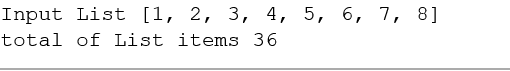 Input List [1, 2, 3, 4, 5, 6, 7, 8]
total of List items 36